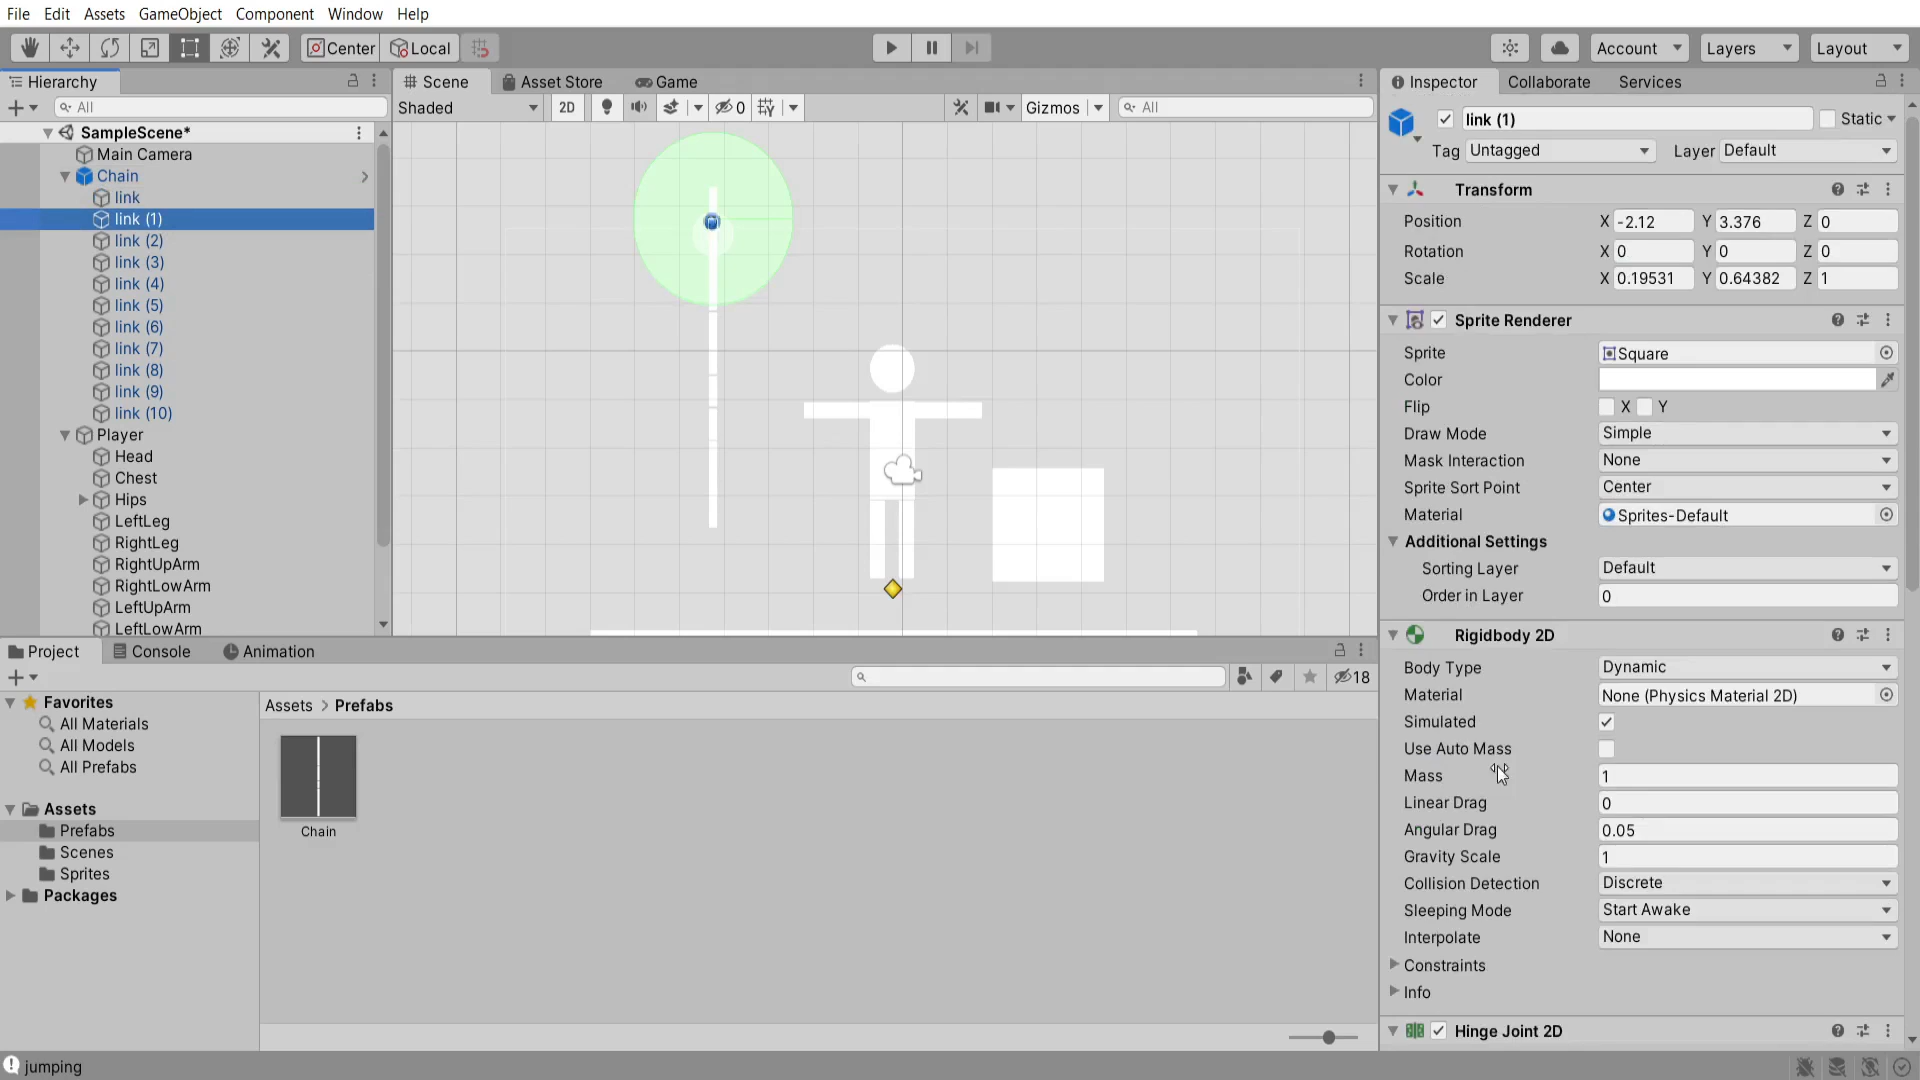 File Edit Assets GameObject Component Window Help
Center Local Account Layers Layout
Hierarchy
All
SampleScene*
Main Camera
Chain
link
link (1)
link (2)
link (3)
link (4)
link (5)
link (6)
link (7)
link (8)
link (9)
link (10)
Player
Head
Chest
Hips
LeftLeg
RightLeg
RightUpArm
RightLowArm
LeftUpArm
LeftLowArm
Scene Asset Store Game
Shaded 2D 0 Gizmos All
Inspector Collaborate Services
link (1) Static
Tag Untagged Layer Default
Transform
Position X -2.12 Y 3.376 Z 0
Rotation X 0 Y 0 Z 0
Scale X 0.19531 Y 0.64382 Z 1
Sprite Renderer
Sprite Square
Color
Flip X Y
Draw Mode Simple
Mask Interaction None
Sprite Sort Point Center
Material Sprites-Default
Additional Settings
Sorting Layer Default
Order in Layer 0
Rigidbody 2D
Body Type Dynamic
Material None (Physics Material 2D)
Simulated
Use Auto Mass
Mass 1
Linear Drag 0
Angular Drag 0.05
Gravity Scale 1
Collision Detection Discrete
Sleeping Mode Start Awake
Interpolate None
Constraints
Info
Hinge Joint 2D
Project Console Animation
18
Favorites
All Materials
All Models
All Prefabs
Assets
Prefabs
Scenes
Sprites
Packages
Assets > Prefabs
Chain
jumping